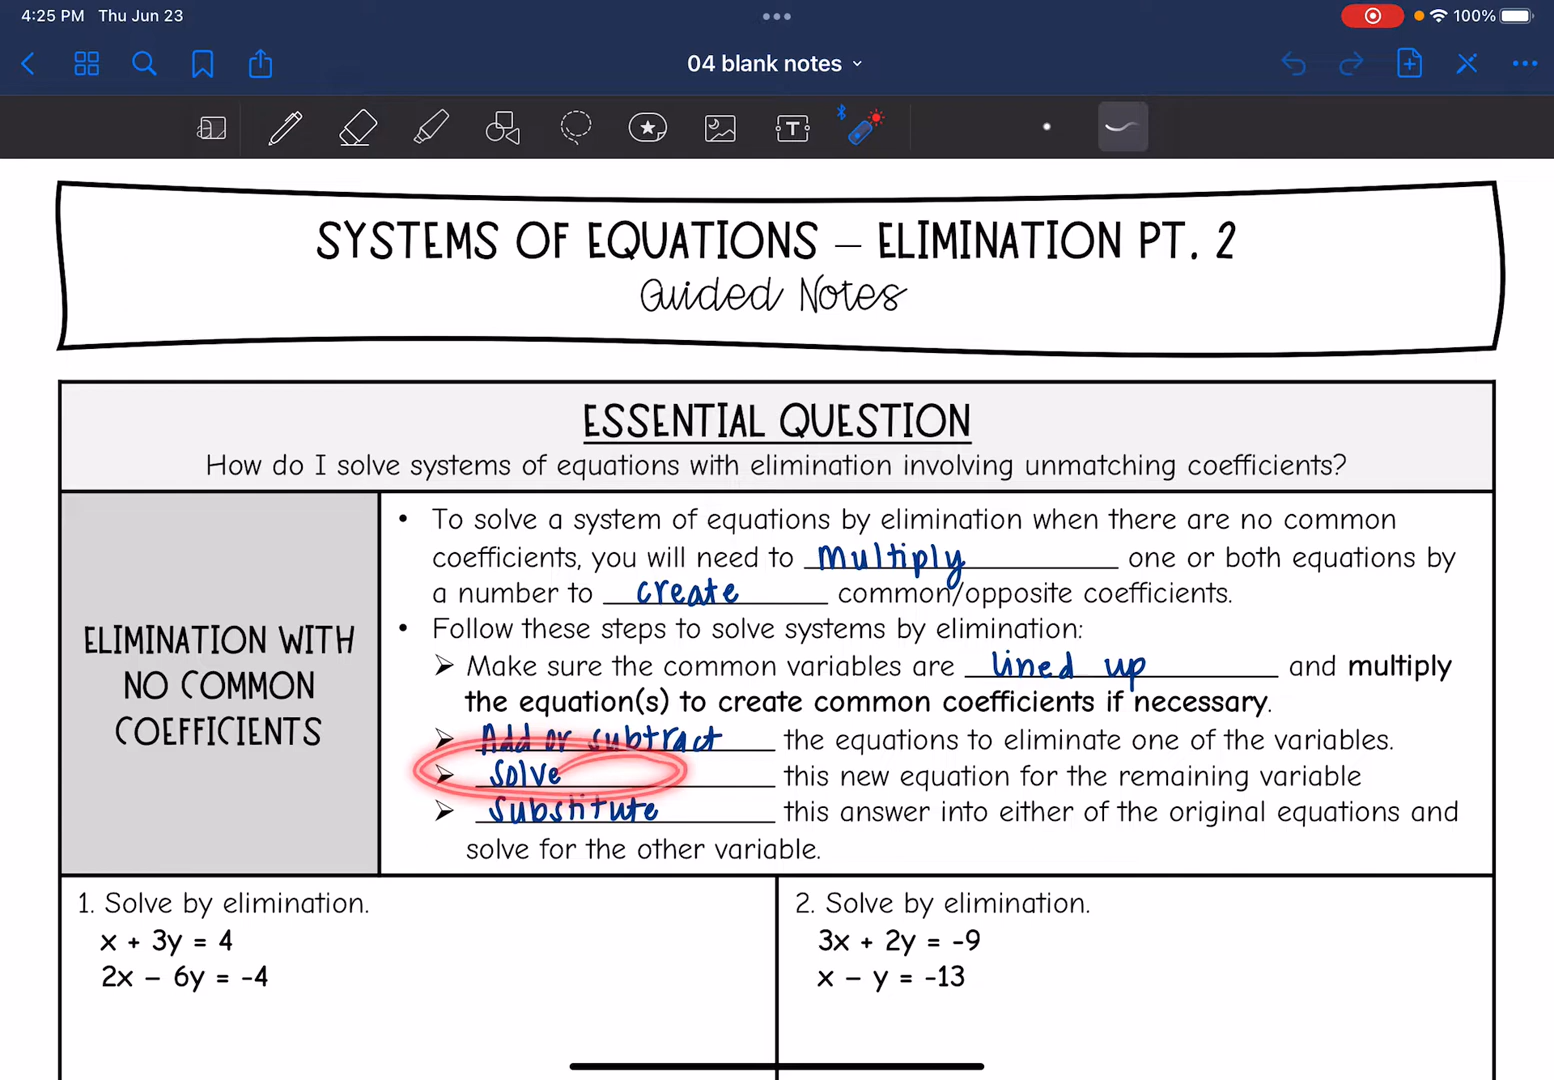 4:25 PM Thu Jun 23
100%
04 blank notes
T
SYSTEMS OF EQUATIONS – ELIMINATION PT. 2
Guided Notes
ESSENTIAL QUESTION
How do I solve systems of equations with elimination involving unmatching coefficients?
ELIMINATION WITH
NO COMMON
COEFFICIENTS
• To solve a system of equations by elimination when there are no common
coefficients, you will need to multiply one or both equations by
a number to create common/opposite coefficients.
• Follow these steps to solve systems by elimination:
➢ Make sure the common variables are lined up and multiply
the equation(s) to create common coefficients if necessary.
➢ Add or subtract the equations to eliminate one of the variables.
➢ Solve this new equation for the remaining variable
➢ Substitute this answer into either of the original equations and
solve for the other variable.
1. Solve by elimination.
x + 3y = 4
2x – 6y = -4
2. Solve by elimination.
3x + 2y = -9
x – y = -13